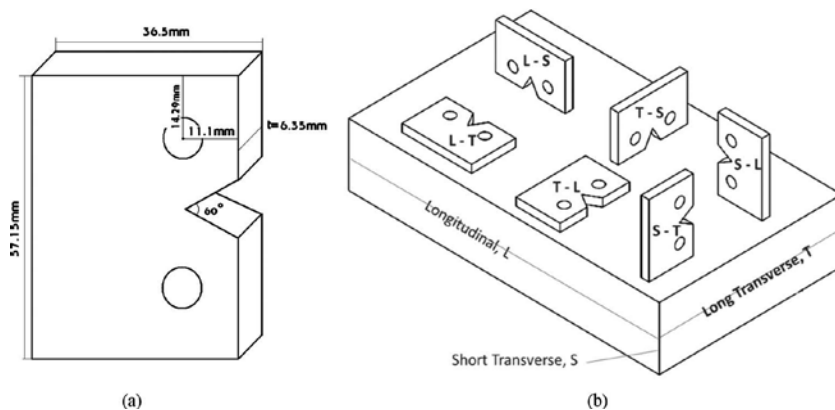 36.5mm
14.29mm
11.1mm
t=6.35mm
57.15mm
60°
(a)
L - S
T - S
L - T
S - L
T - L
S - T
Longitudinal, L
Long Transverse, T
Short Transverse, S
(b)